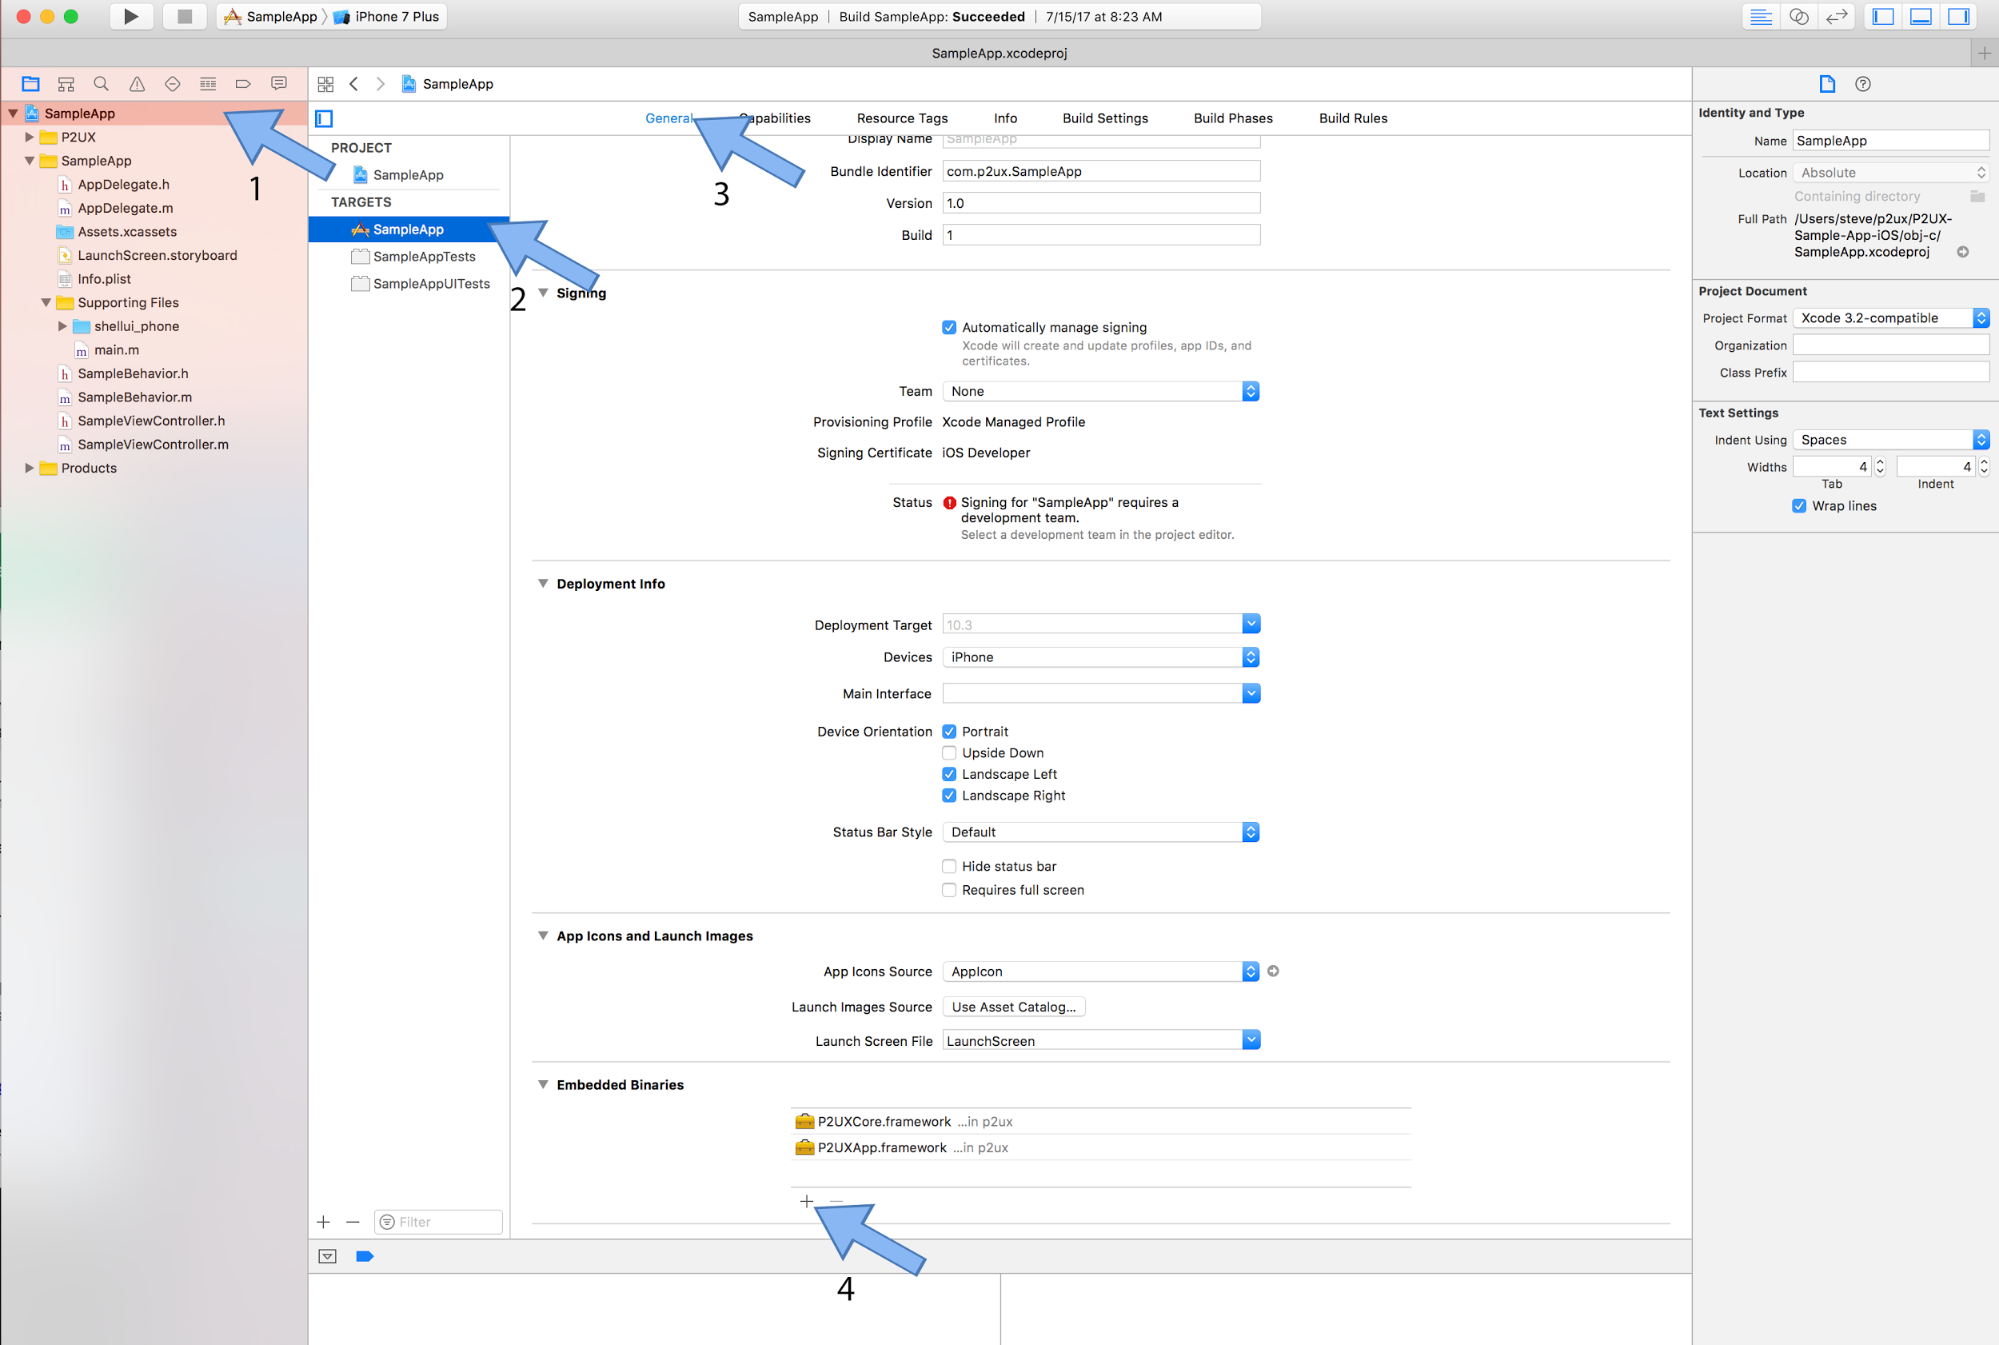 SampleApp
iPhone 7 Plus
SampleApp | Build SampleApp: Succeeded | 7/15/17 at 8:23 AM
SampleApp.xcodeproj
SampleApp
P2UX
SampleApp
AppDelegate.h
AppDelegate.m
Assets.xcassets
LaunchScreen.storyboard
Info.plist
Supporting Files
shellui_phone
main.m
SampleBehavior.h
SampleBehavior.m
SampleViewController.h
SampleViewController.m
Products
1
SampleApp
General
apabilities
Resource Tags
Info
Build Settings
Build Phases
Build Rules
3
PROJECT
SampleApp
TARGETS
SampleApp
SampleAppTests
SampleAppUITests
2
Filter
Display Name SampleApp
Bundle Identifier com.p2ux.SampleApp
Version 1.0
Build 1
Signing
Automatically manage signing
Xcode will create and update profiles, app IDs, and
certificates.
Team None
Provisioning Profile Xcode Managed Profile
Signing Certificate iOS Developer
Status Signing for "SampleApp" requires a
development team.
Select a development team in the project editor.
Deployment Info
Deployment Target 10.3
Devices iPhone
Main Interface
Device Orientation Portrait
Upside Down
Landscape Left
Landscape Right
Status Bar Style Default
Hide status bar
Requires full screen
App Icons and Launch Images
App Icons Source AppIcon
Launch Images Source Use Asset Catalog...
Launch Screen File LaunchScreen
Embedded Binaries
P2UXCore.framework ...in p2ux
P2UXApp.framework ...in p2ux
4
Identity and Type
Name SampleApp
Location Absolute
Containing directory
Full Path /Users/steve/p2ux/P2UX-
Sample-App-iOS/obj-c/
SampleApp.xcodeproj
Project Document
Project Format Xcode 3.2-compatible
Organization
Class Prefix
Text Settings
Indent Using Spaces
Widths 4 4
Tab Indent
Wrap lines